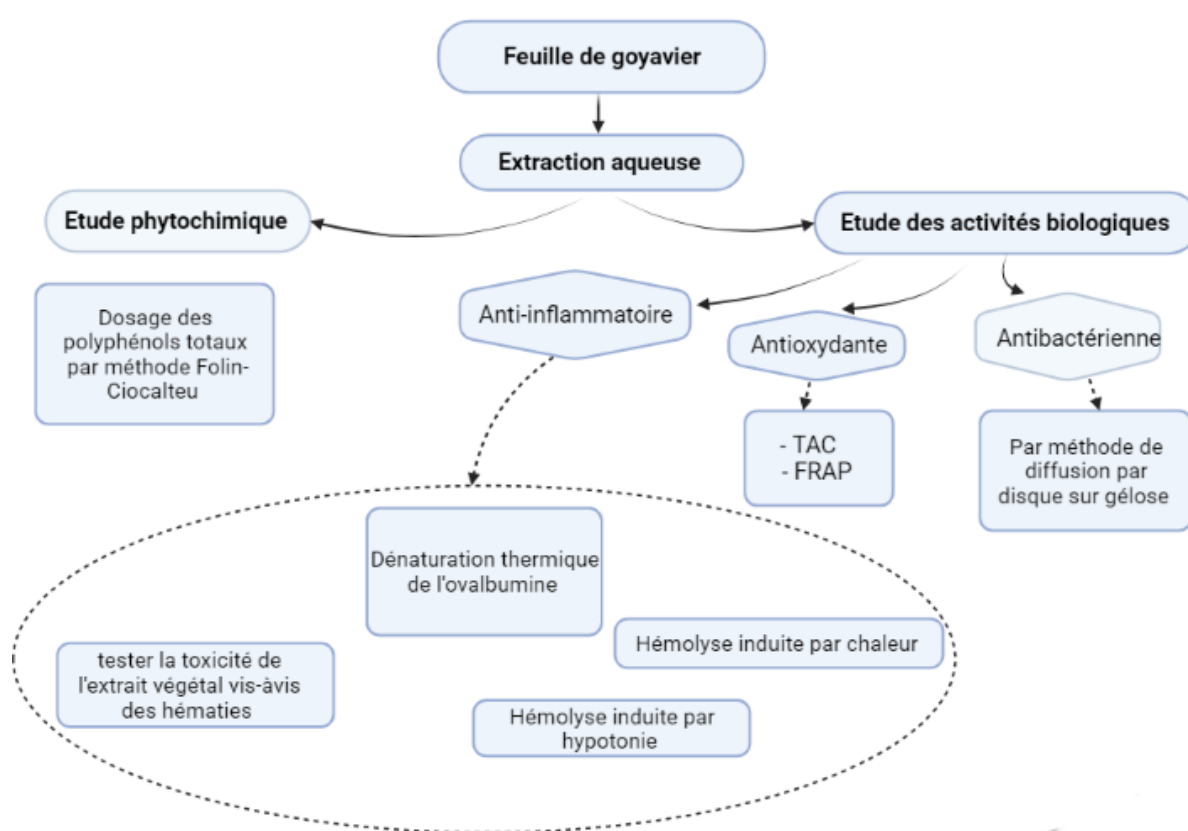 Feuille de goyavier
Extraction aqueuse
Etude phytochimique
Etude des activités biologiques
Dosage des
polyphénols totaux
par méthode Folin-
Ciocalteu
Anti-inflammatoire
Antioxydante
Antibactérienne
- TAC
- FRAP
Par méthode de
diffusion par
disque sur gélose
Dénaturation thermique
de l'ovalbumine
Hémolyse induite par chaleur
tester la toxicité de
l'extrait végétal vis-àvis
des hématies
Hémolyse induite par
hypotonie